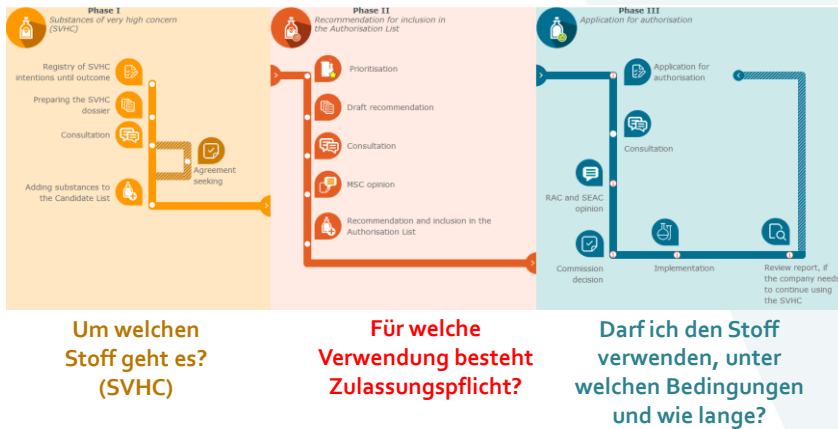 Phase I
Substances of very high concern
(SVHC)
Registry of SVHC
intentions until outcome
Preparing the SVHC
dossier
Consultation
Agreement
seeking
Adding substances to
the Candidate List
Phase II
Recommendation for inclusion in
the Authorisation List
Prioritisation
Draft recommendation
Consultation
MSC opinion
Recommendation and inclusion in the
Authorisation List
Phase III
Application for authorisation
Application for
authorisation
Consultation
RAC and SEAC
opinion
Commission
decision
Implementation
Review report, if
the company needs
to continue using
the SVHC
Um welchen
Stoff geht es?
(SVHC)
Für welche
Verwendung besteht
Zulassungspflicht?
Darf ich den Stoff
verwenden, unter
welchen Bedingungen
und wie lange?